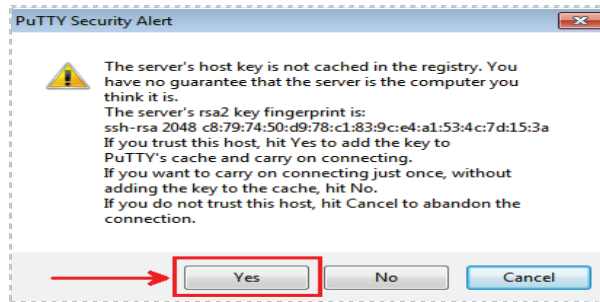 PuTTY Security Alert
The server's host key is not cached in the registry. You
have no guarantee that the server is the computer you
think it is.
The server's rsa2 key fingerprint is:
ssh-rsa 2048 c8:79:74:50:d9:78:c1:83:9c:e4:a1:53:4c:7d:15:3a
If you trust this host, hit Yes to add the key to
PuTTY's cache and carry on connecting.
If you want to carry on connecting just once, without
adding the key to the cache, hit No.
If you do not trust this host, hit Cancel to abandon the
connection.
Yes No Cancel